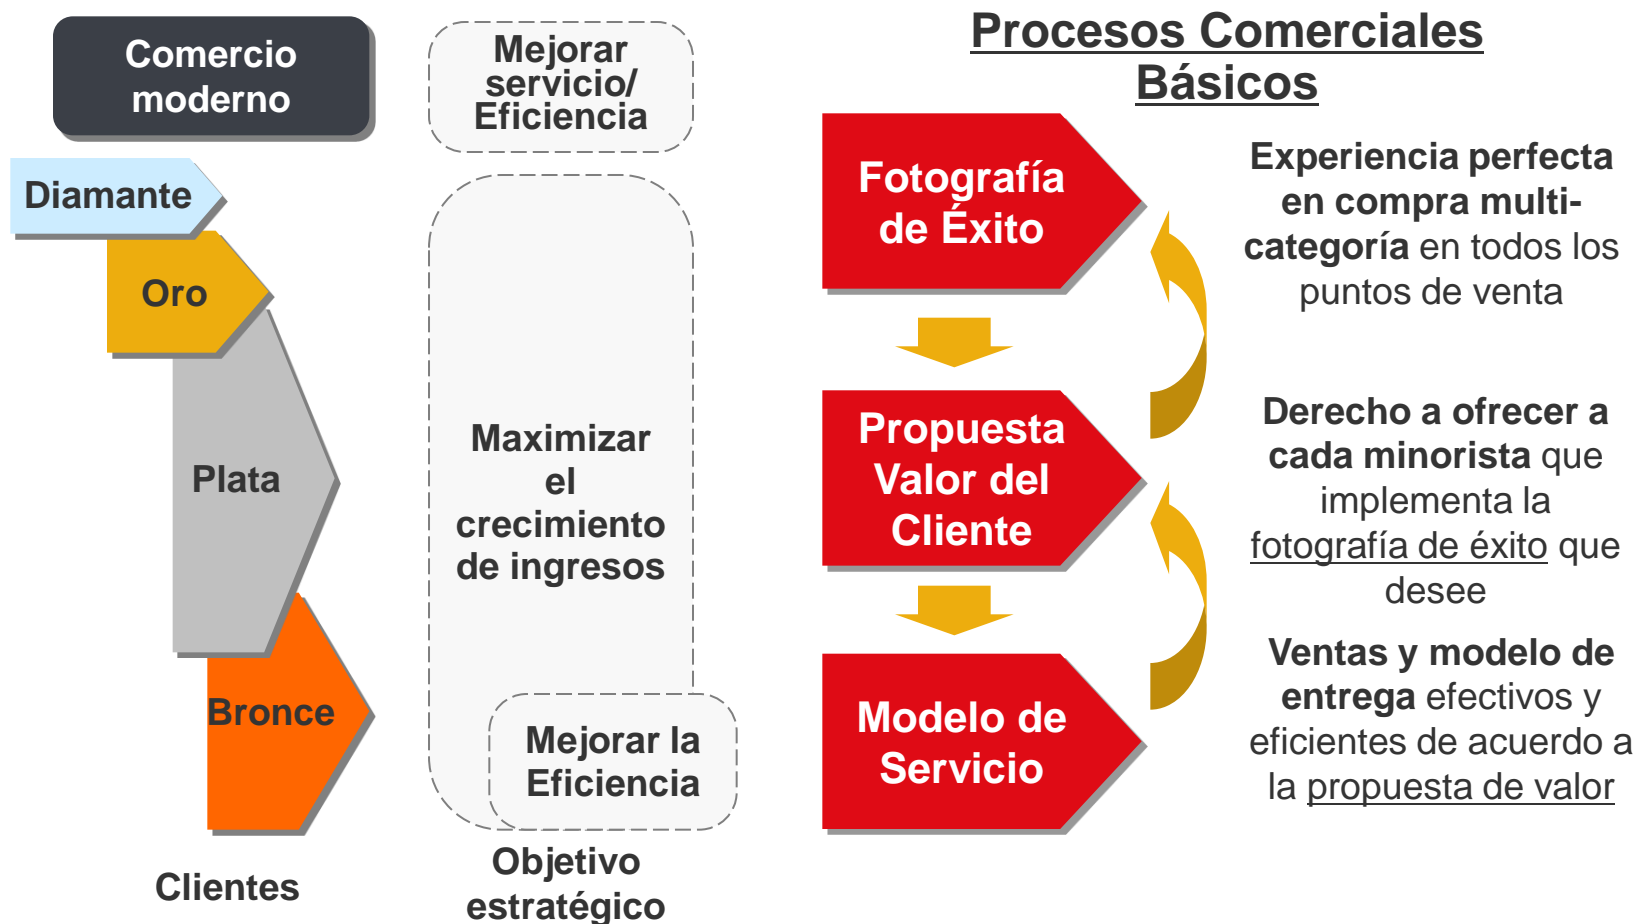 Comercio
moderno
Diamante
Oro
Plata
Bronce
Clientes
Mejorar
servicio/
Eficiencia
Maximizar
el
crecimiento
de ingresos
Mejorar la
Eficiencia
Objetivo
estratégico
Procesos Comerciales
Básicos
Fotografía
de Éxito
Experiencia perfecta
en compra multi-
categoría en todos los
puntos de venta
Propuesta
Valor del
Cliente
Derecho a ofrecer a
cada minorista que
implementa la
fotografía de éxito que
desee
Modelo de
Servicio
Ventas y modelo de
entrega efectivos y
eficientes de acuerdo a
la propuesta de valor